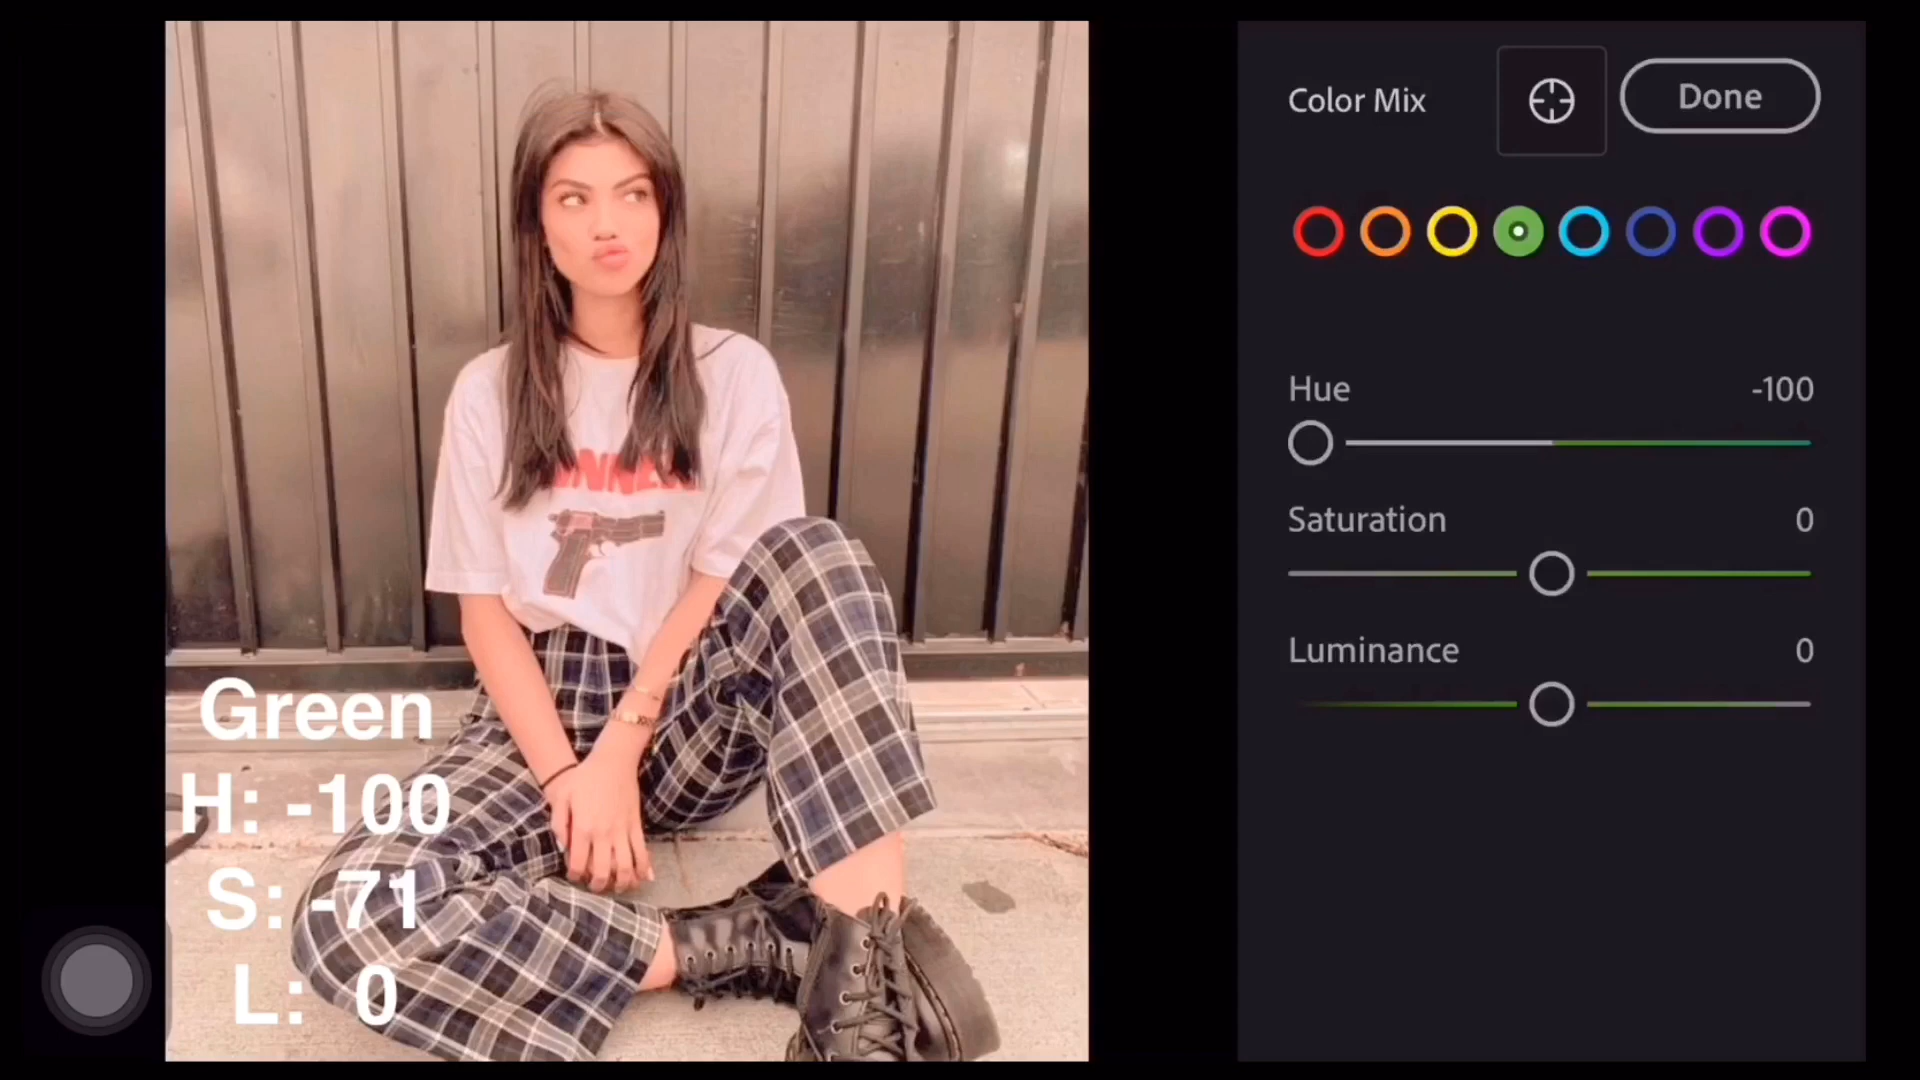 Color Mix
Done
Hue -100
Saturation 0
Luminance 0
Green
H: -100
S: -71
L: 0